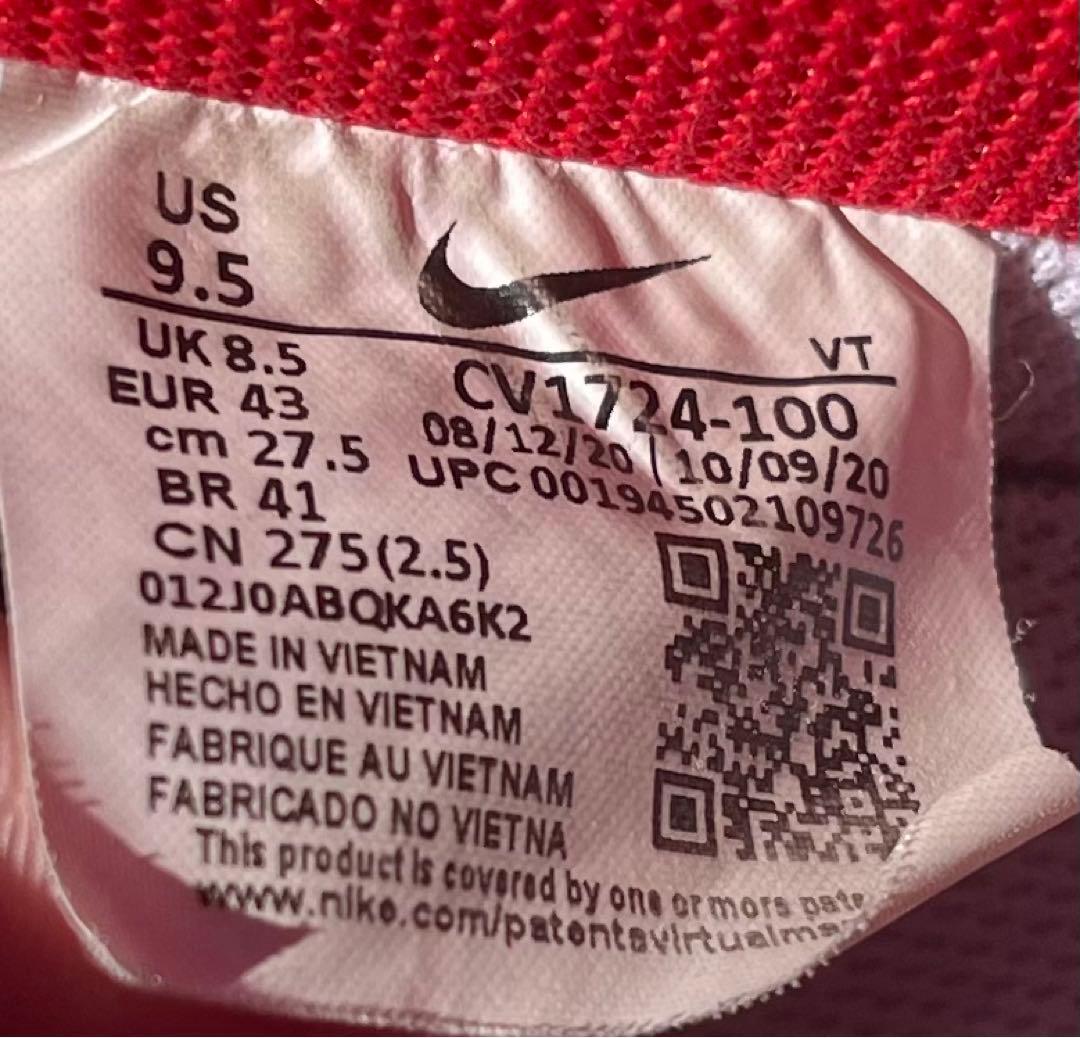 US
9.5
VT
UK 8.5
CV1724-100
EUR 43
08/12/20 | 10/09/20
cm 27.5
UPC 00194502109726
BR 41
CN 275(2.5)
012J0ABQKA6K2
MADE IN VIETNAM
HECHO EN VIETNAM
FABRIQUE AU VIETNAM
FABRICADO NO VIETNA
This product is covered by one or more pate
www.nike.com/patentsvirtualma